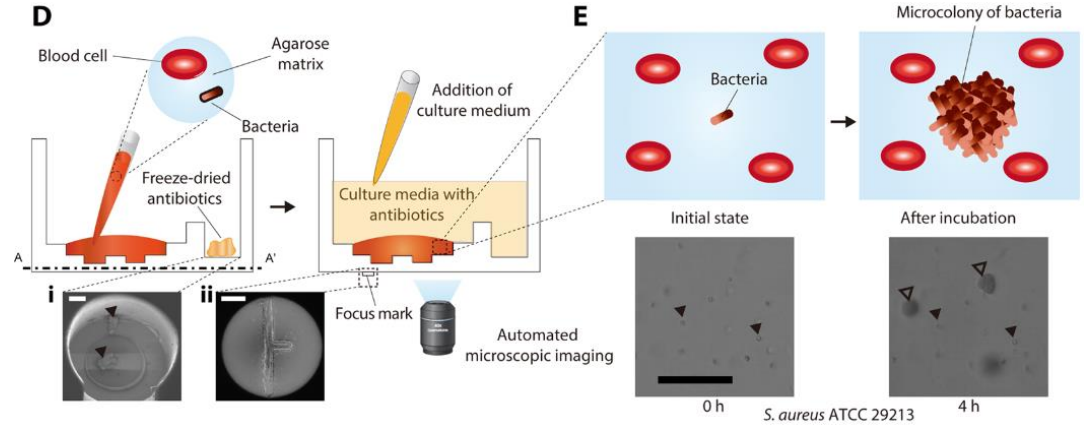 D
Blood cell
Agarose
matrix
Bacteria
Addition of
culture medium
Freeze-dried
antibiotics
Culture media with
antibiotics
A
A'
i
ii
Focus mark
Automated
microscopic imaging
E
Microcolony of bacteria
Bacteria
Initial state
After incubation
0 h
4 h
S. aureus ATCC 29213